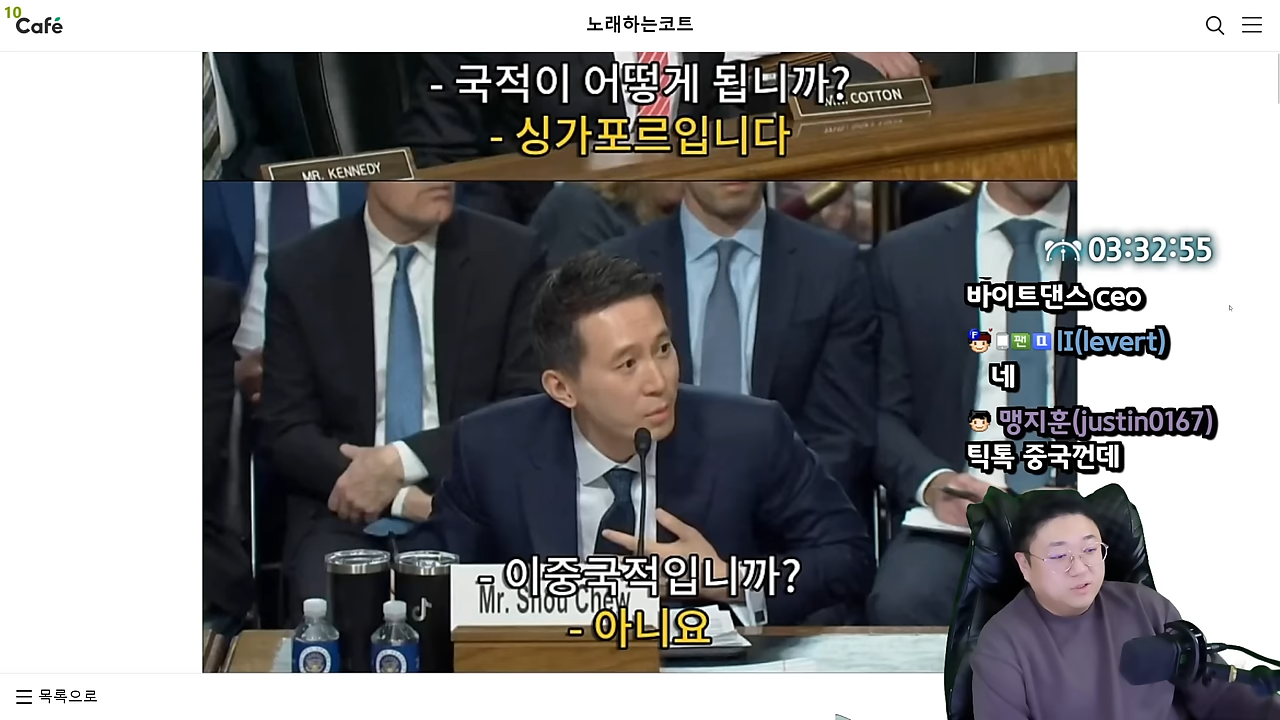 10
Café
노래하는코트
- 국적이 어떻게 됩니까?
MR. COTTON
- 싱가포르입니다
MR. KENNEDY
03:32:55
바이트댄스 ceo
lI(levert)
네
맹지훈(justin0167)
틱톡 중국껀데
- 이중국적입니까?
Mr. Shou Chew
- 아니요
목록으로